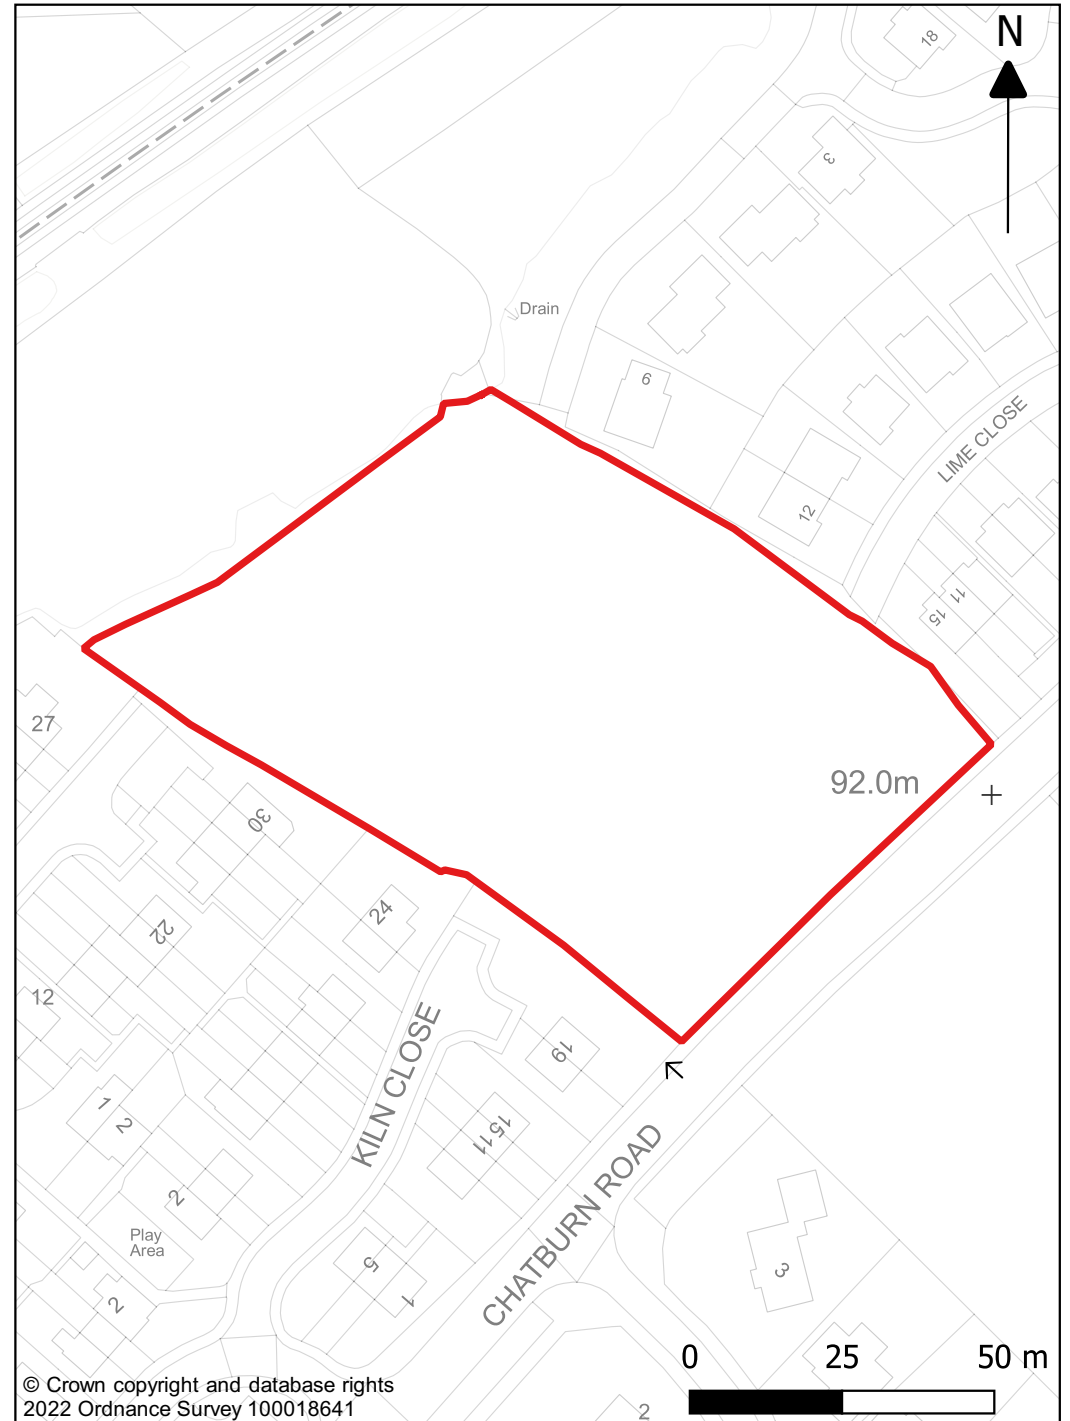 N
18
3
Drain
6
LIME CLOSE
12
11
15
27
92.0m
30
24
22
12
KILN CLOSE
19
1 2
1511
CHATBURN ROAD
2
Play
Area
5
3
2
1
0 25 50 m
© Crown copyright and database rights
2022 Ordnance Survey 100018641
2